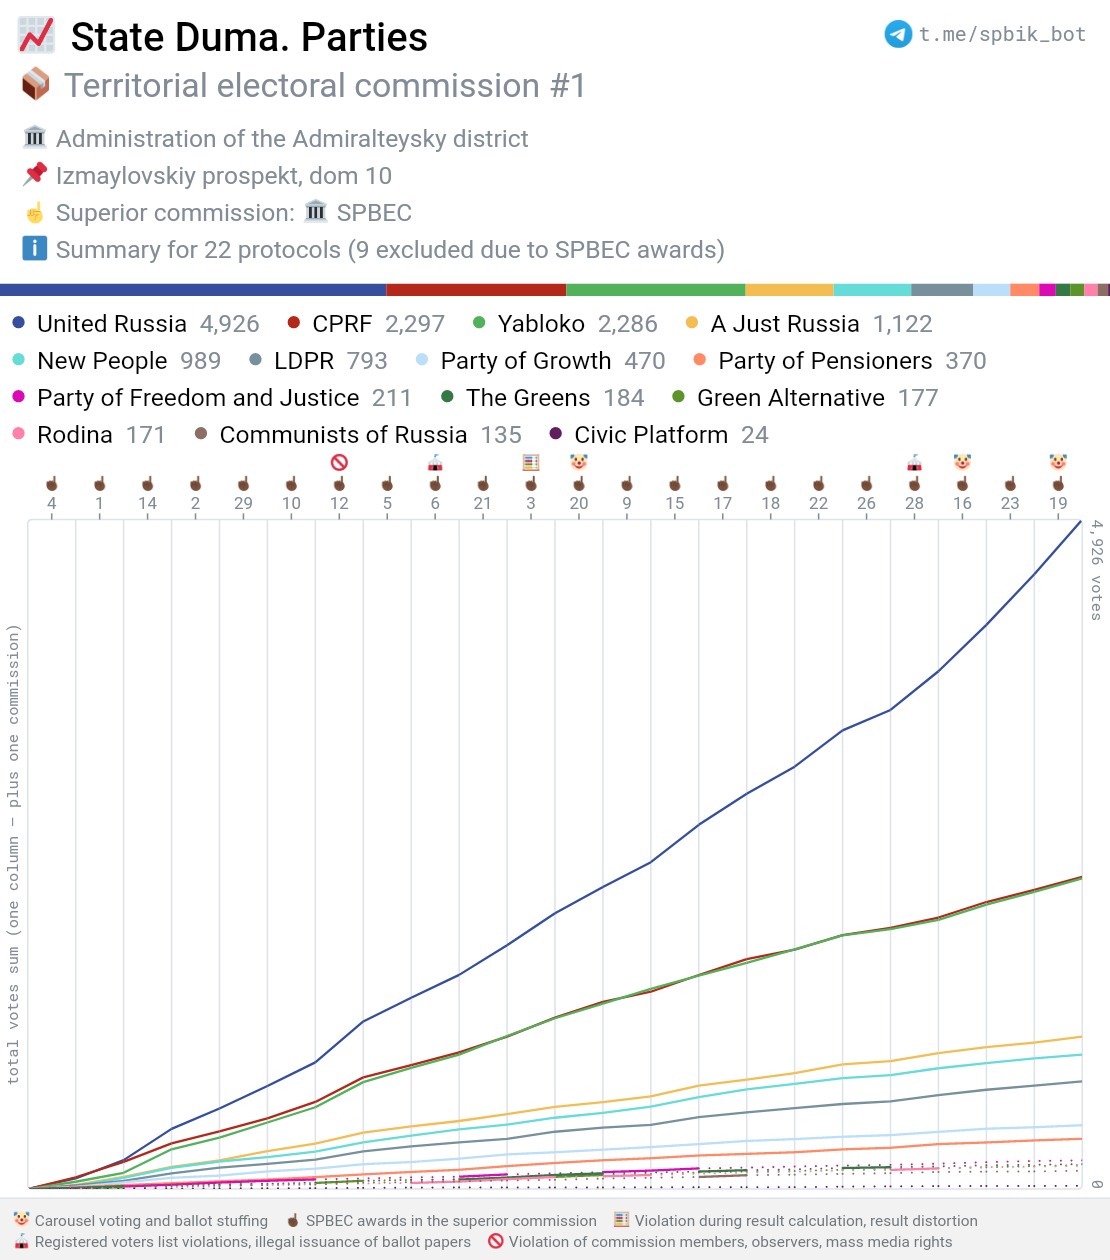 State Duma. Parties
t.me/spbik_bot
Territorial electoral commission #1
Administration of the Admiralteysky district
Izmaylovskiy prospekt, dom 10
Superior commission: SPBEC
Summary for 22 protocols (9 excluded due to SPBEC awards)
United Russia 4,926 CPRF 2,297 Yabloko 2,286 A Just Russia 1,122
New People 989 LDPR 793 Party of Growth 470 Party of Pensioners 370
Party of Freedom and Justice 211 The Greens 184 Green Alternative 177
Rodina 171 Communists of Russia 135 Civic Platform 24
4 1 14 2 29 10 12 5 6 21 3 20 9 15 17 18 22 26 28 16 23 19
4,926 votes
total votes sum (one column — plus one commission)
0
Carousel voting and ballot stuffing SPBEC awards in the superior commission Violation during result calculation, result distortion
Registered voters list violations, illegal issuance of ballot papers Violation of commission members, observers, mass media rights